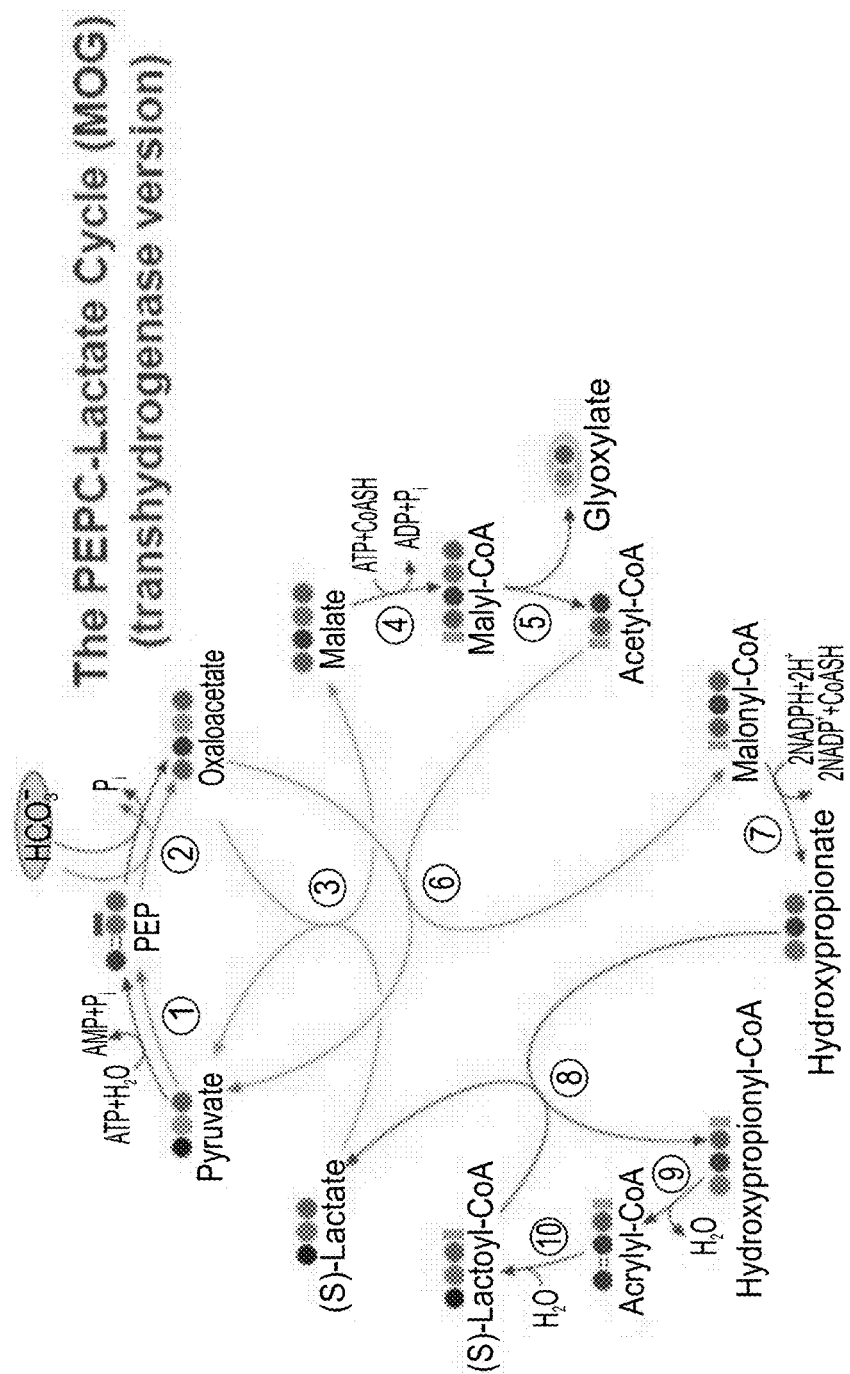 The PEPC-Lactate Cycle (MOG)
(transhydrogenase version)
HCO₃⁻
ATP+H₂O
AMP+Pᵢ
①
PEP
②
Pᵢ
Pyruvate
Oxaloacetate
③
(S)-Lactate
Malate
ATP+CoASH
④
ADP+Pᵢ
Malyl-CoA
⑤
Glyoxylate
Acetyl-CoA
⑥
(S)-Lactoyl-CoA
⑧
Malonyl-CoA
⑦
2NADPH+2H⁺
2NADP⁺+CoASH
Hydroxypropionate
H₂O
⑩
Acrylyl-CoA
⑨
H₂O
Hydroxypropionyl-CoA